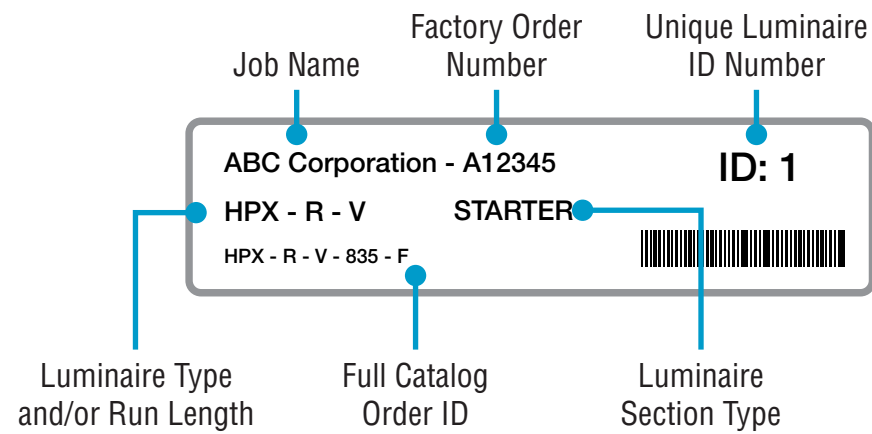 Job Name
Factory Order
Number
Unique Luminaire
ID Number
ABC Corporation - A12345
ID: 1
HPX - R - V
STARTER
HPX - R - V - 835 - F
Luminaire Type
and/or Run Length
Full Catalog
Order ID
Luminaire
Section Type